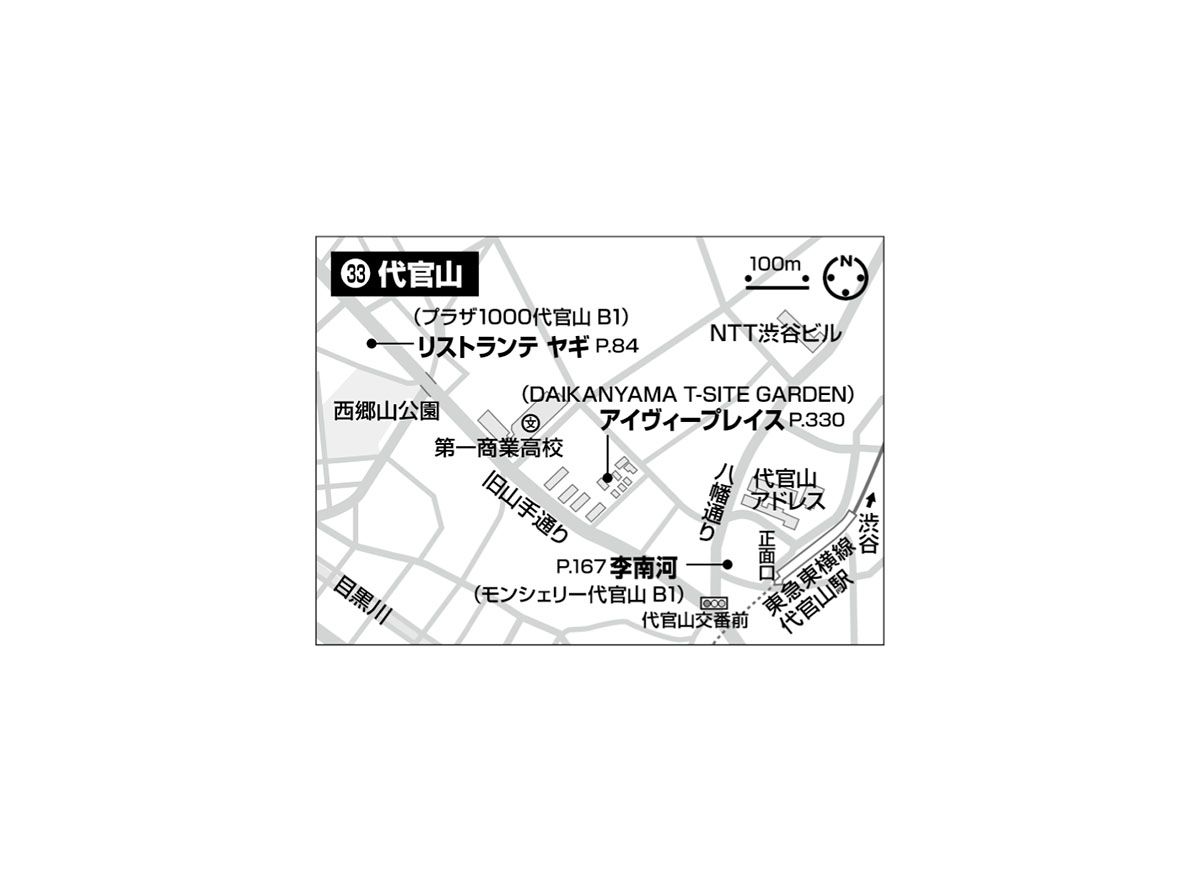 33 代官山
100m
N
(プラザ1000代官山 B1)
リストランテ ヤギ P.84
NTT渋谷ビル
(DAIKANYAMA T-SITE GARDEN)
アイヴィープレイス P.330
西郷山公園
文
第一商業高校
旧山手通り
八幡通り
代官山
アドレス
渋谷
正面口
P.167 李南河
(モンシェリー代官山 B1)
東急東横線
代官山駅
目黒川
代官山交番前